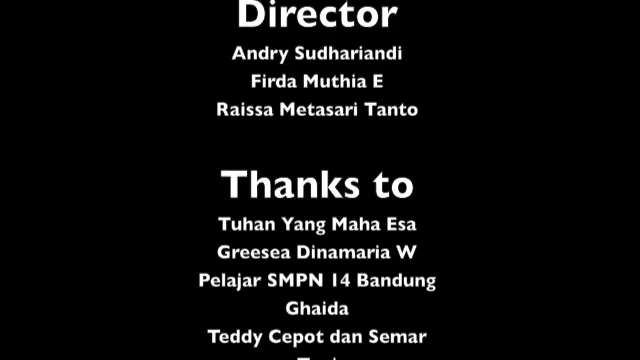 Director
Andry Sudhariandi
Firda Muthia E
Raissa Metasari Tanto
Thanks to
Tuhan Yang Maha Esa
Greesea Dinamaria W
Pelajar SMPN 14 Bandung
Ghaida
Teddy Cepot dan Semar